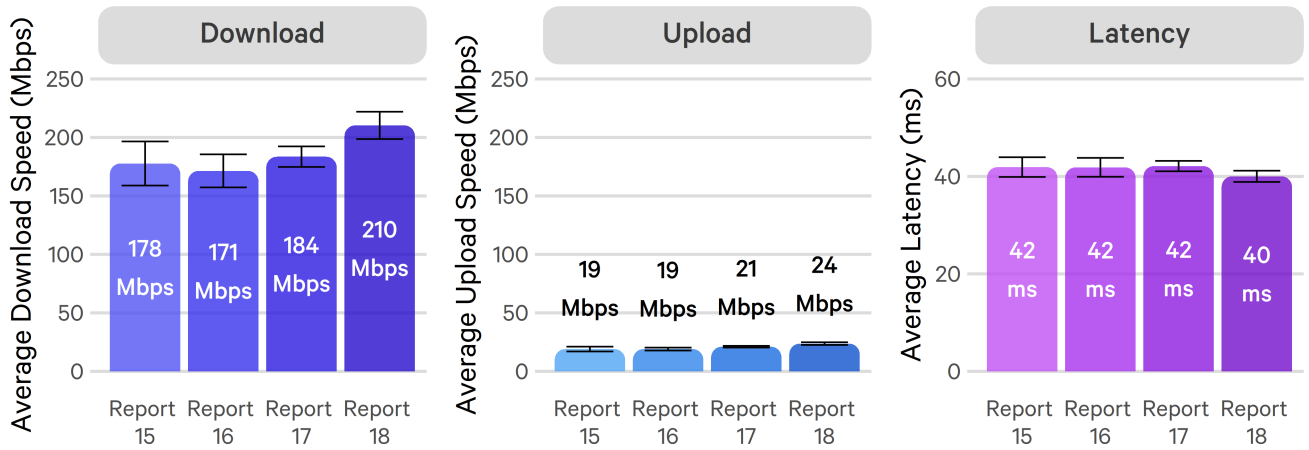 Download
Average Download Speed (Mbps)
250
200
150
100
50
0
178
Mbps
171
Mbps
184
Mbps
210
Mbps
Report
15
Report
16
Report
17
Report
18
Upload
Average Upload Speed (Mbps)
250
200
150
100
50
0
19
Mbps
19
Mbps
21
Mbps
24
Mbps
Report
15
Report
16
Report
17
Report
18
Latency
Average Latency (ms)
60
40
20
0
42
ms
42
ms
42
ms
40
ms
Report
15
Report
16
Report
17
Report
18